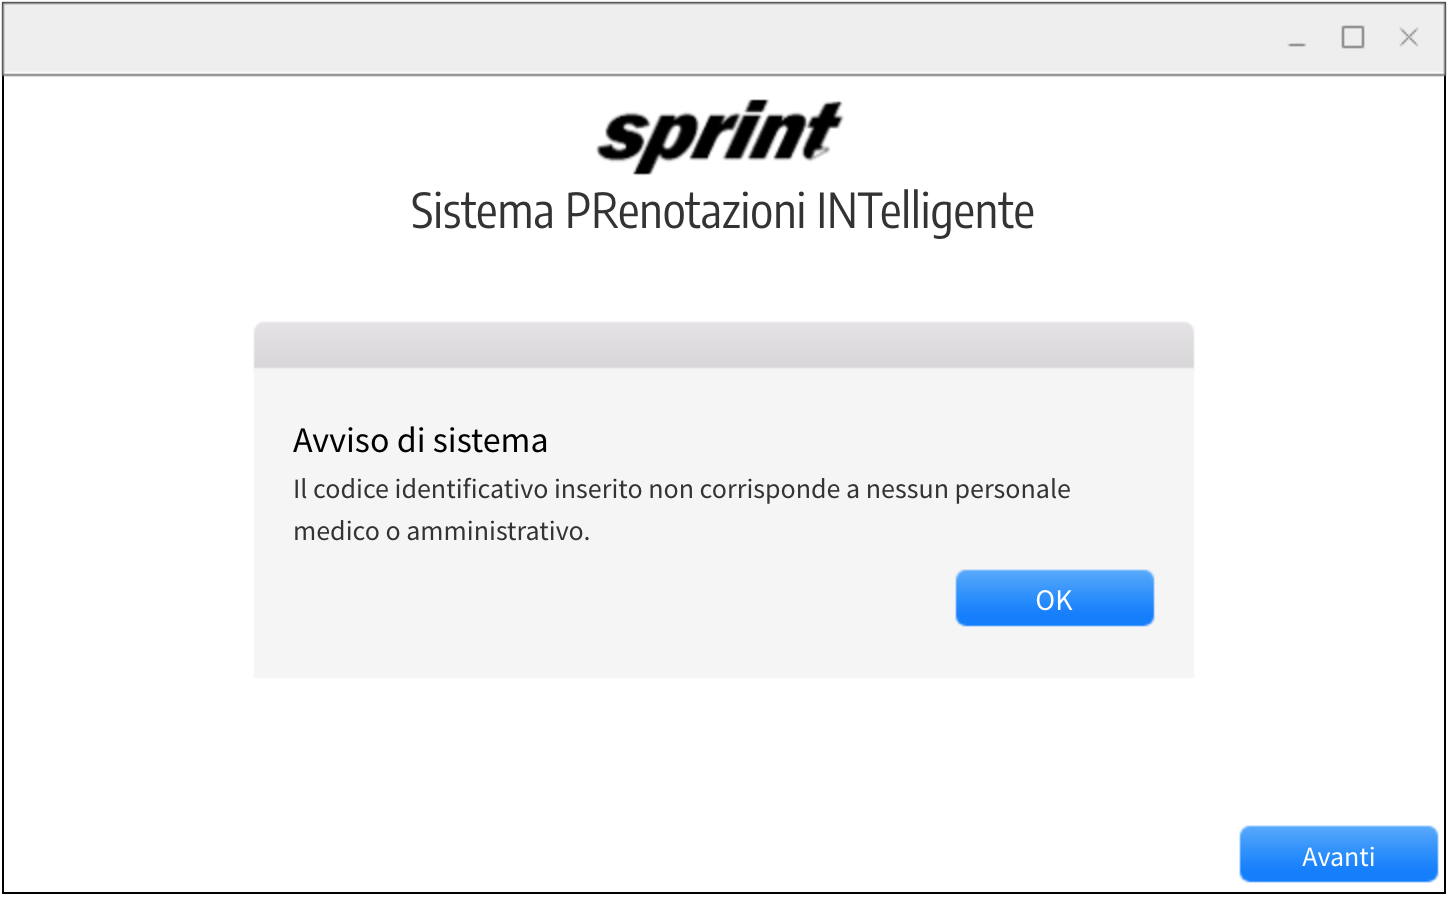 sprint
Sistema PRenotazioni INTelligente
Avviso di sistema
Il codice identificativo inserito non corrisponde a nessun personale
medico o amministrativo.
OK
Avanti